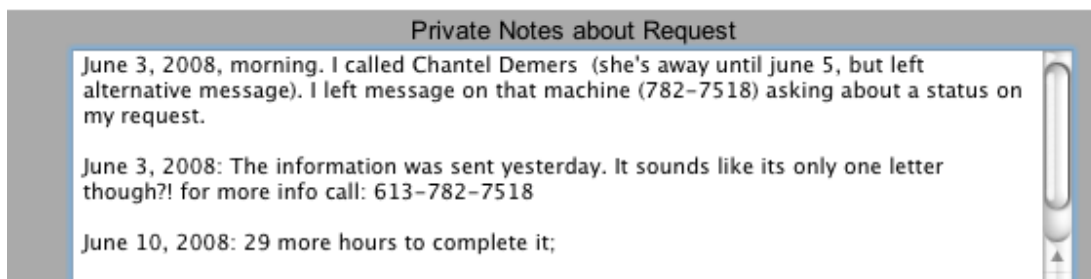 Private Notes about Request
June 3, 2008, morning. I called Chantel Demers  (she's away until june 5, but left
alternative message). I left message on that machine (782-7518) asking about a status on
my request.
June 3, 2008: The information was sent yesterday. It sounds like its only one letter
though?! for more info call: 613-782-7518
June 10, 2008: 29 more hours to complete it;